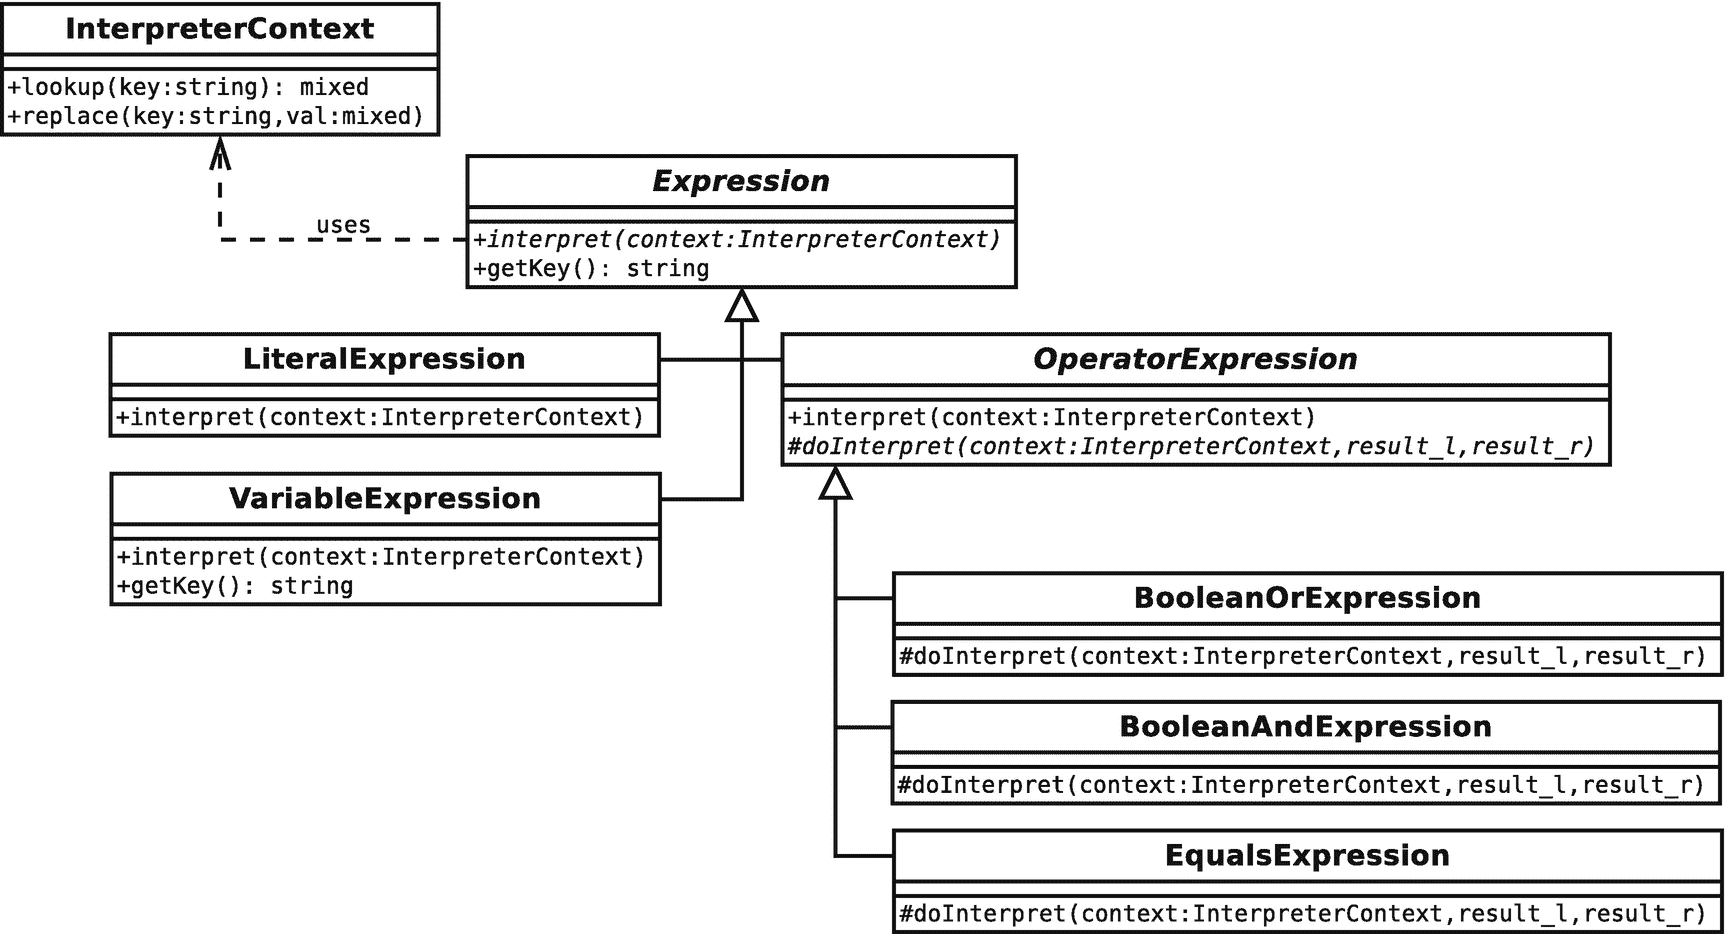 InterpreterContext
+lookup(key:string): mixed
+replace(key:string,val:mixed)
uses
Expression
+interpret(context:InterpreterContext)
+getKey(): string
LiteralExpression
+interpret(context:InterpreterContext)
OperatorExpression
+interpret(context:InterpreterContext)
#doInterpret(context:InterpreterContext,result_l,result_r)
VariableExpression
+interpret(context:InterpreterContext)
+getKey(): string
BooleanOrExpression
#doInterpret(context:InterpreterContext,result_l,result_r)
BooleanAndExpression
#doInterpret(context:InterpreterContext,result_l,result_r)
EqualsExpression
#doInterpret(context:InterpreterContext,result_l,result_r)